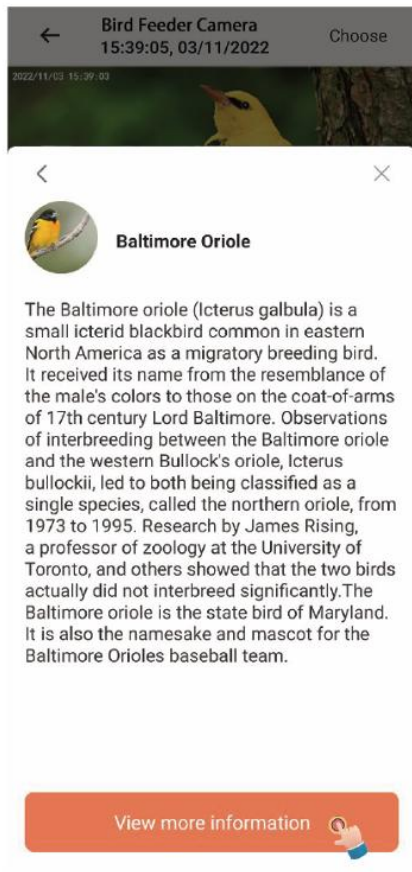 Bird Feeder Camera
15:39:05, 03/11/2022
Choose
2022/11/03 15:39:03
Baltimore Oriole
The Baltimore oriole (Icterus galbula) is a
small icterid blackbird common in eastern
North America as a migratory breeding bird.
It received its name from the resemblance of
the male's colors to those on the coat-of-arms
of 17th century Lord Baltimore. Observations
of interbreeding between the Baltimore oriole
and the western Bullock's oriole, Icterus
bullockii, led to both being classified as a
single species, called the northern oriole, from
1973 to 1995. Research by James Rising,
a professor of zoology at the University of
Toronto, and others showed that the two birds
actually did not interbreed significantly.The
Baltimore oriole is the state bird of Maryland.
It is also the namesake and mascot for the
Baltimore Orioles baseball team.
View more information